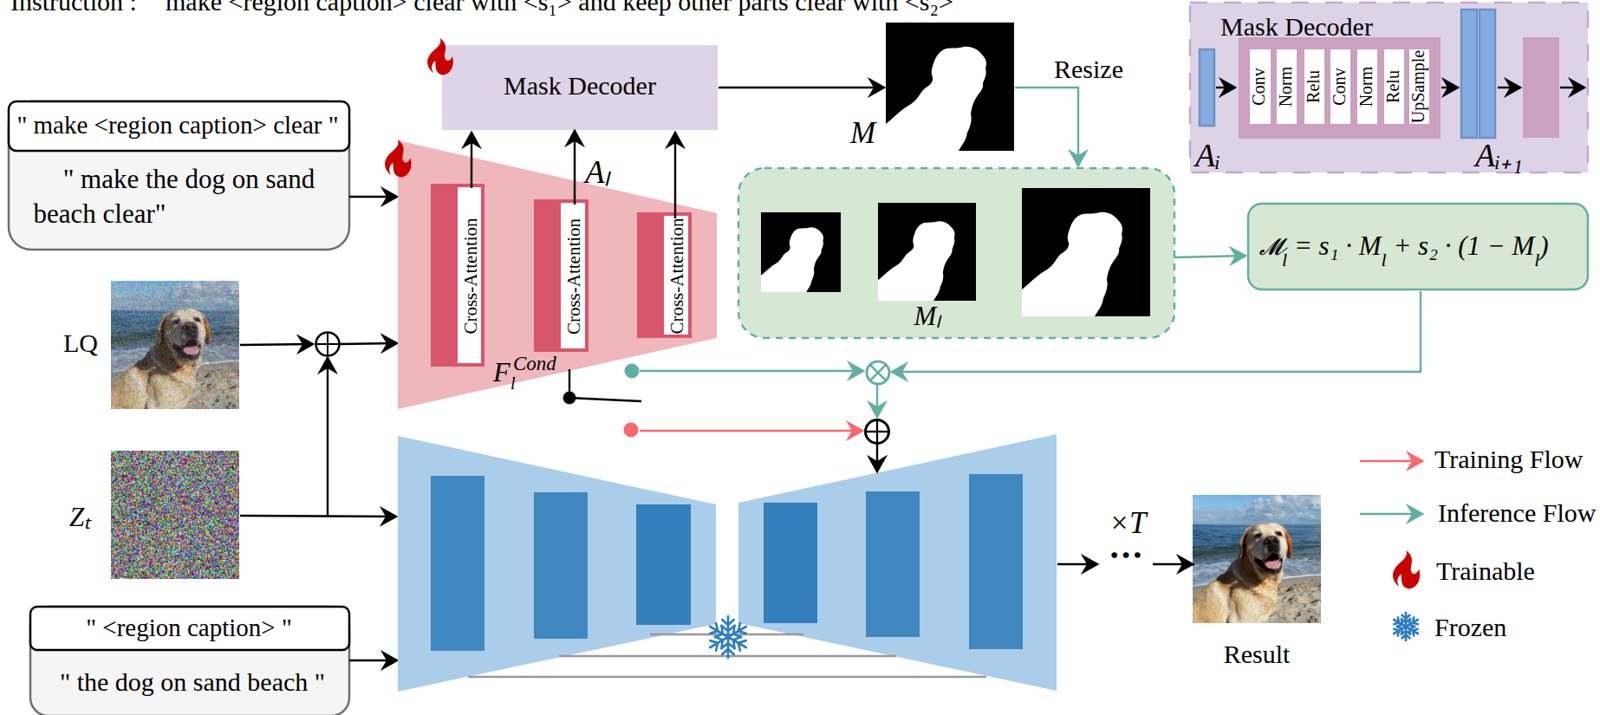 Instruction : " make <region caption> clear with <s₁> and keep other parts clear with <s₂>"
Mask Decoder
Resize
M
Mask Decoder
Conv
Norm
Relu
Conv
Norm
Relu
UpSample
Aᵢ
Aᵢ₊₁
" make <region caption> clear "
" make the dog on sand
beach clear"
Aₗ
Cross-Attention
Cross-Attention
Cross-Attention
Mₗ
ℳₗ = s₁ · Mₗ + s₂ · (1 − Mₗ)
LQ
Fₗ^Cond
Zₜ
×T
...
Training Flow
Inference Flow
Trainable
Frozen
Result
" <region caption> "
" the dog on sand beach "